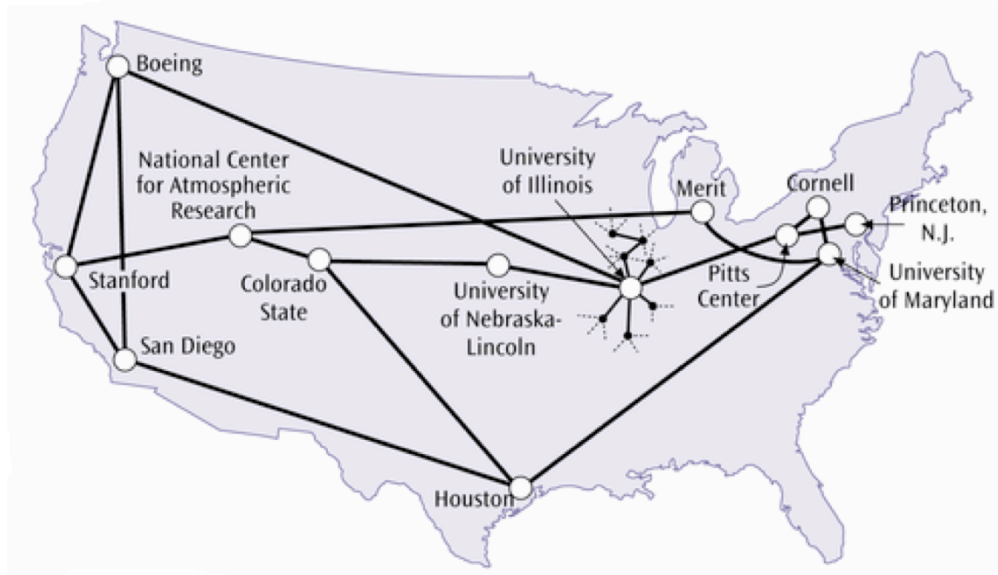 Boeing
National Center
for Atmospheric
Research
University
of Illinois
Merit
Cornell
Princeton,
N.J.
Stanford
Colorado
State
University
of Nebraska-
Lincoln
Pitts
Center
University
of Maryland
San Diego
Houston